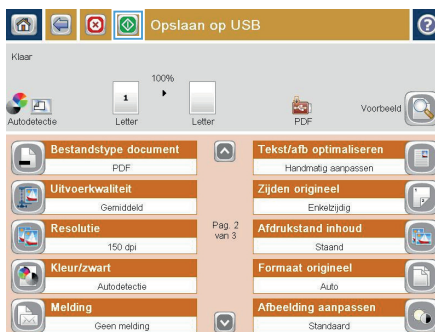 Opslaan op USB
Klaar
100%
1
Autodetectie
Letter
Letter
PDF
Voorbeeld
Bestandstype document
PDF
Tekst/afb optimaliseren
Handmatig aanpassen
Uitvoerkwaliteit
Gemiddeld
Zijden origineel
Enkelzijdig
Resolutie
150 dpi
Pag. 2
van 3
Afdrukstand inhoud
Staand
Kleur/zwart
Autodetectie
Formaat origineel
Auto
Melding
Geen melding
Afbeelding aanpassen
Standaard